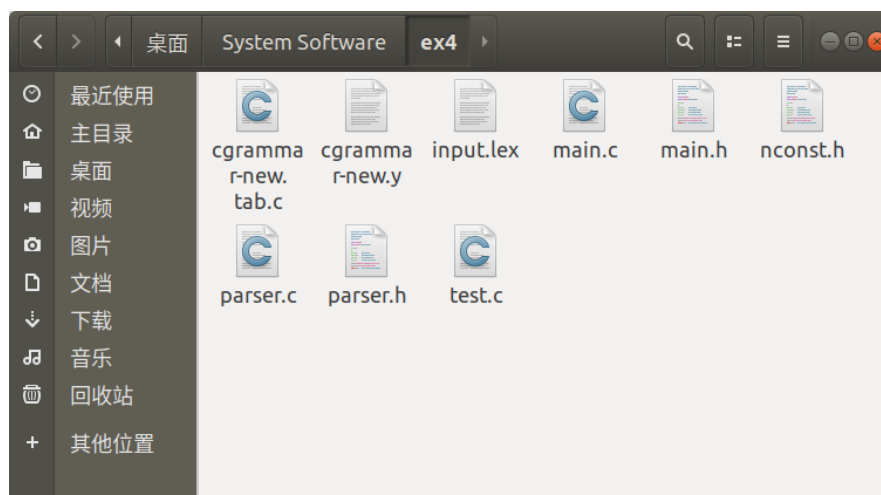 桌面 System Software ex4
最近使用
主目录
桌面
视频
图片
文档
下载
音乐
回收站
其他位置
cgramma
r-new.
tab.c
cgramma
r-new.y
input.lex
main.c
main.h
nconst.h
parser.c
parser.h
test.c